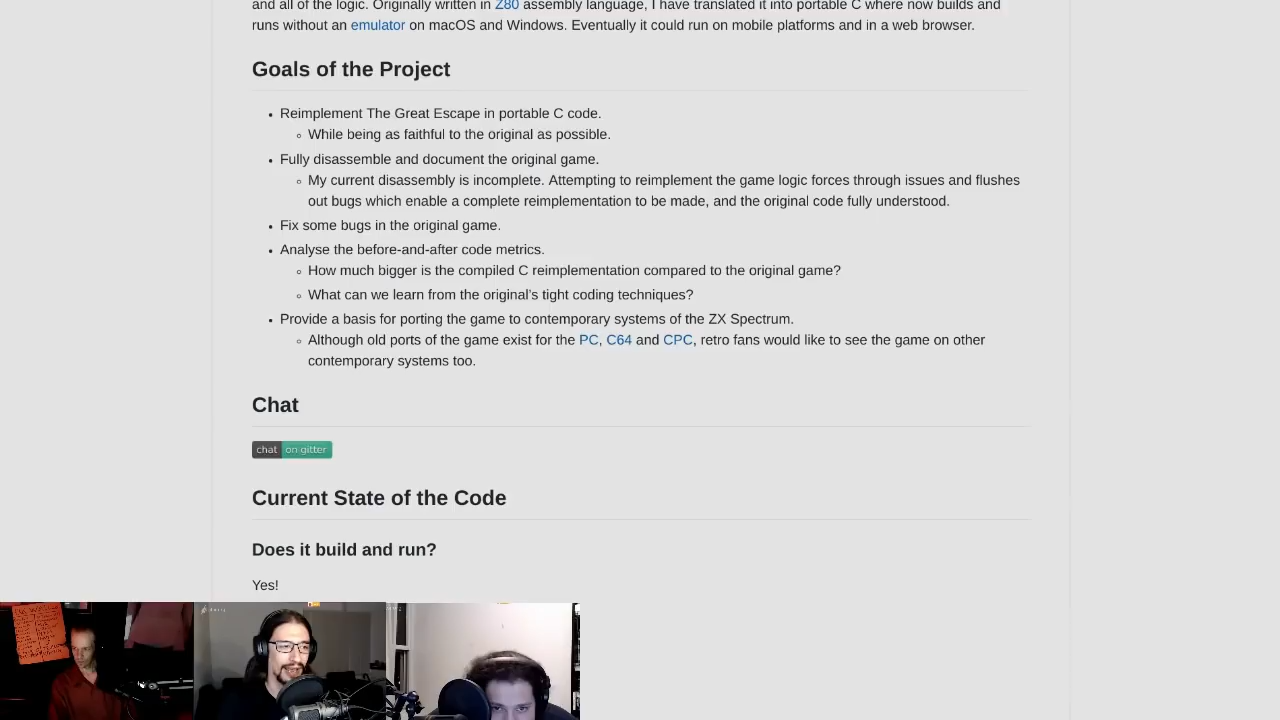 and all of the logic. Originally written in Z80 assembly language, I have translated it into portable C where now builds and
runs without an emulator on macOS and Windows. Eventually it could run on mobile platforms and in a web browser.
Goals of the Project
• Reimplement The Great Escape in portable C code.
◦ While being as faithful to the original as possible.
• Fully disassemble and document the original game.
◦ My current disassembly is incomplete. Attempting to reimplement the game logic forces through issues and flushes
out bugs which enable a complete reimplementation to be made, and the original code fully understood.
• Fix some bugs in the original game.
• Analyse the before-and-after code metrics.
◦ How much bigger is the compiled C reimplementation compared to the original game?
◦ What can we learn from the original's tight coding techniques?
• Provide a basis for porting the game to contemporary systems of the ZX Spectrum.
◦ Although old ports of the game exist for the PC, C64 and CPC, retro fans would like to see the game on other
contemporary systems too.
Chat
chat on gitter
Current State of the Code
Does it build and run?
Yes!